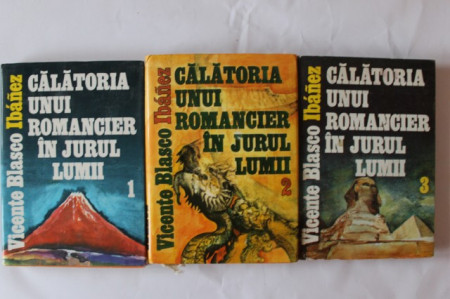 Vicente Blasco Ibáñez
CĂLĂTORIA
UNUI
ROMANCIER
ÎN JURUL
LUMII
1
Vicente Blasco Ibáñez
CĂLĂTORIA
UNUI
ROMANCIER
ÎN JURUL
LUMII
2
Vicente Blasco Ibáñez
CĂLĂTORIA
UNUI
ROMANCIER
ÎN JURUL
LUMII
3